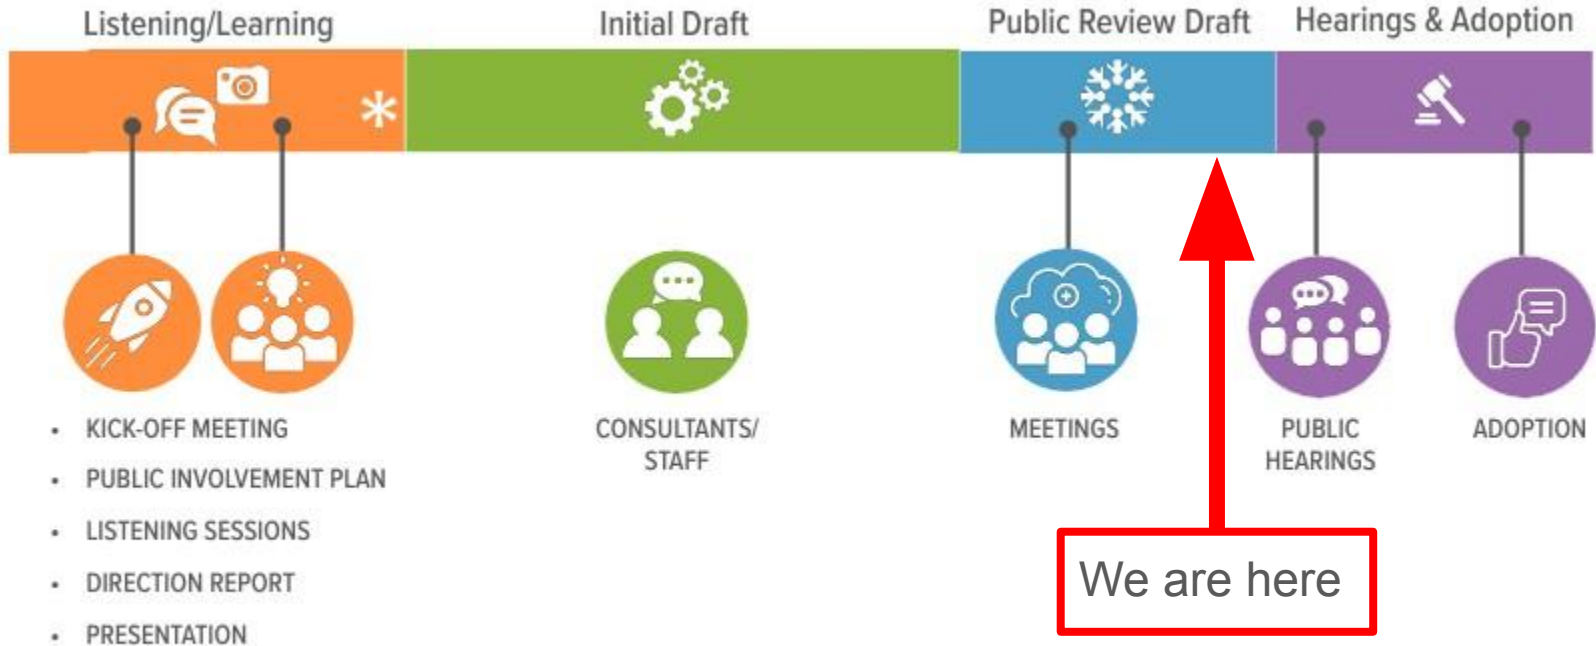 Listening/Learning
Initial Draft
Public Review Draft
Hearings & Adoption
*
• KICK-OFF MEETING
• PUBLIC INVOLVEMENT PLAN
• LISTENING SESSIONS
• DIRECTION REPORT
• PRESENTATION
CONSULTANTS/
STAFF
MEETINGS
PUBLIC
HEARINGS
ADOPTION
We are here